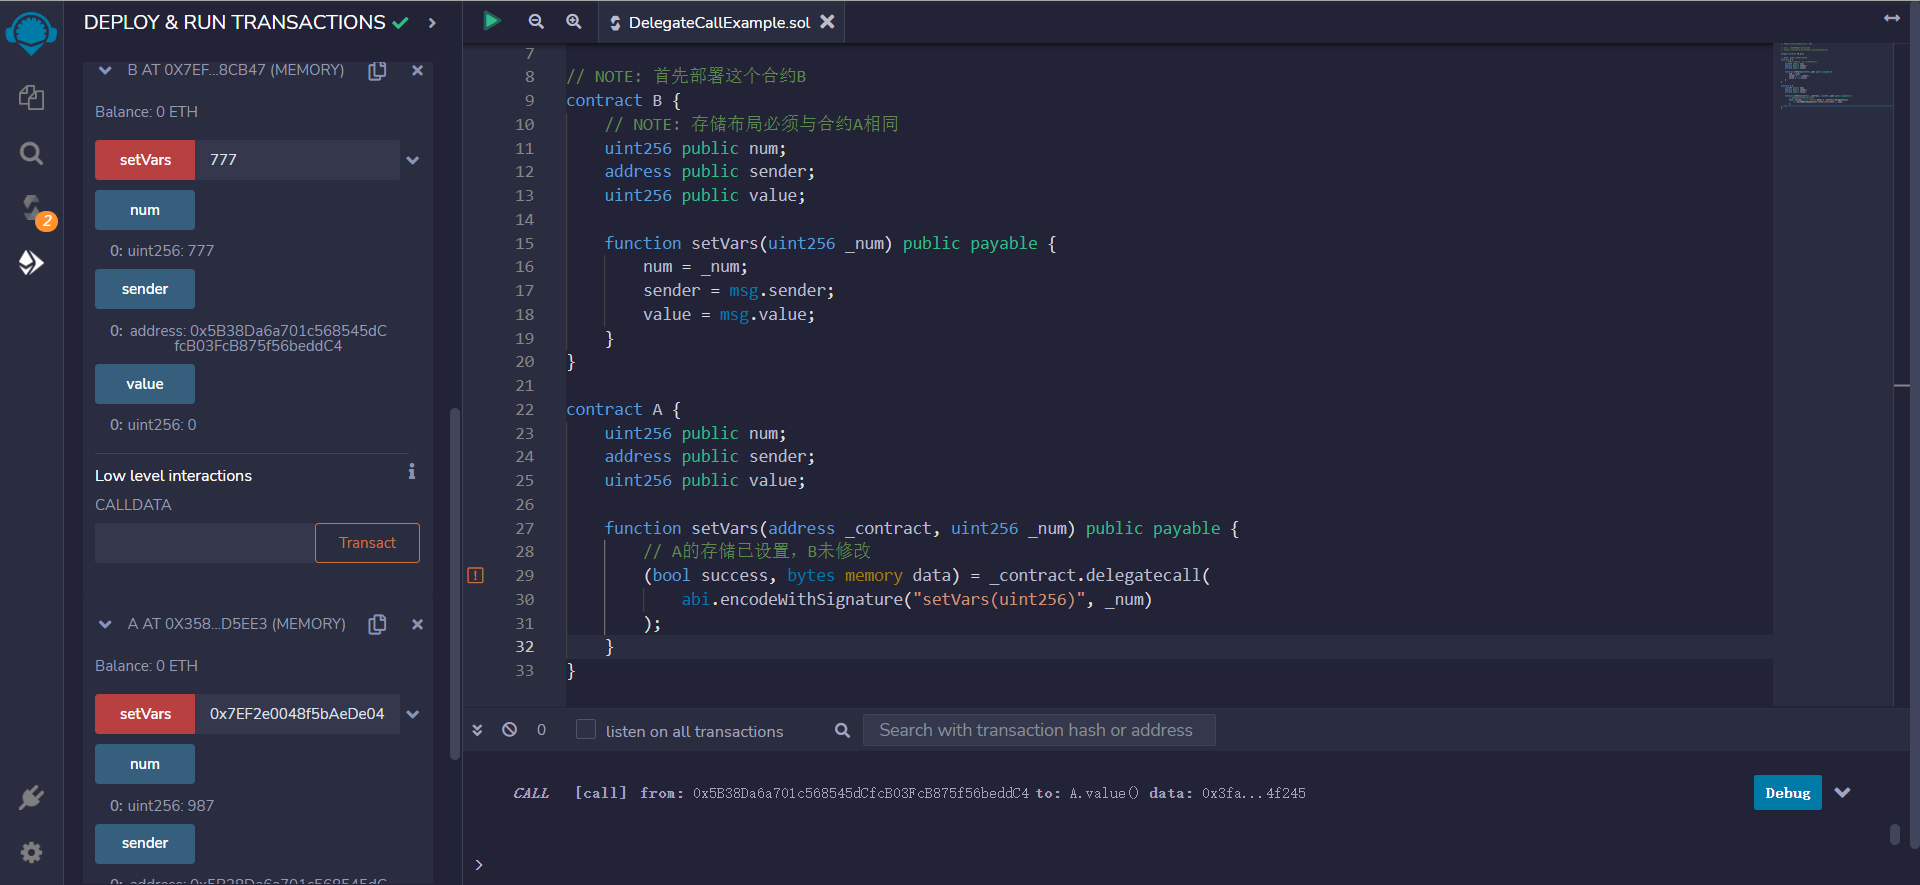 DEPLOY & RUN TRANSACTIONS
B AT 0X7EF...8CB47 (MEMORY)
Balance: 0 ETH
setVars 777
num
0: uint256: 777
sender
0: address: 0x5B38Da6a701c568545dC
fcB03FcB875f56beddC4
value
0: uint256: 0
Low level interactions
CALLDATA
Transact
A AT 0X358...D5EE3 (MEMORY)
Balance: 0 ETH
setVars 0x7EF2e0048f5bAeDe04
num
0: uint256: 987
sender
0: address: 0x5B38Da6a701c568545dC
2
DelegateCallExample.sol
7
8 // NOTE: 首先部署这个合约B
9 contract B {
10 // NOTE: 存储布局必须与合约A相同
11 uint256 public num;
12 address public sender;
13 uint256 public value;
14
15 function setVars(uint256 _num) public payable {
16 num = _num;
17 sender = msg.sender;
18 value = msg.value;
19 }
20 }
21
22 contract A {
23 uint256 public num;
24 address public sender;
25 uint256 public value;
26
27 function setVars(address _contract, uint256 _num) public payable {
28 // A的存储已设置，B未修改
29 (bool success, bytes memory data) = _contract.delegatecall(
30 abi.encodeWithSignature("setVars(uint256)", _num)
31 );
32 }
33 }
0 listen on all transactions Search with transaction hash or address
CALL [call] from: 0x5B38Da6a701c568545dCfcB03FcB875f56beddC4 to: A.value() data: 0x3fa...4f245 Debug
>